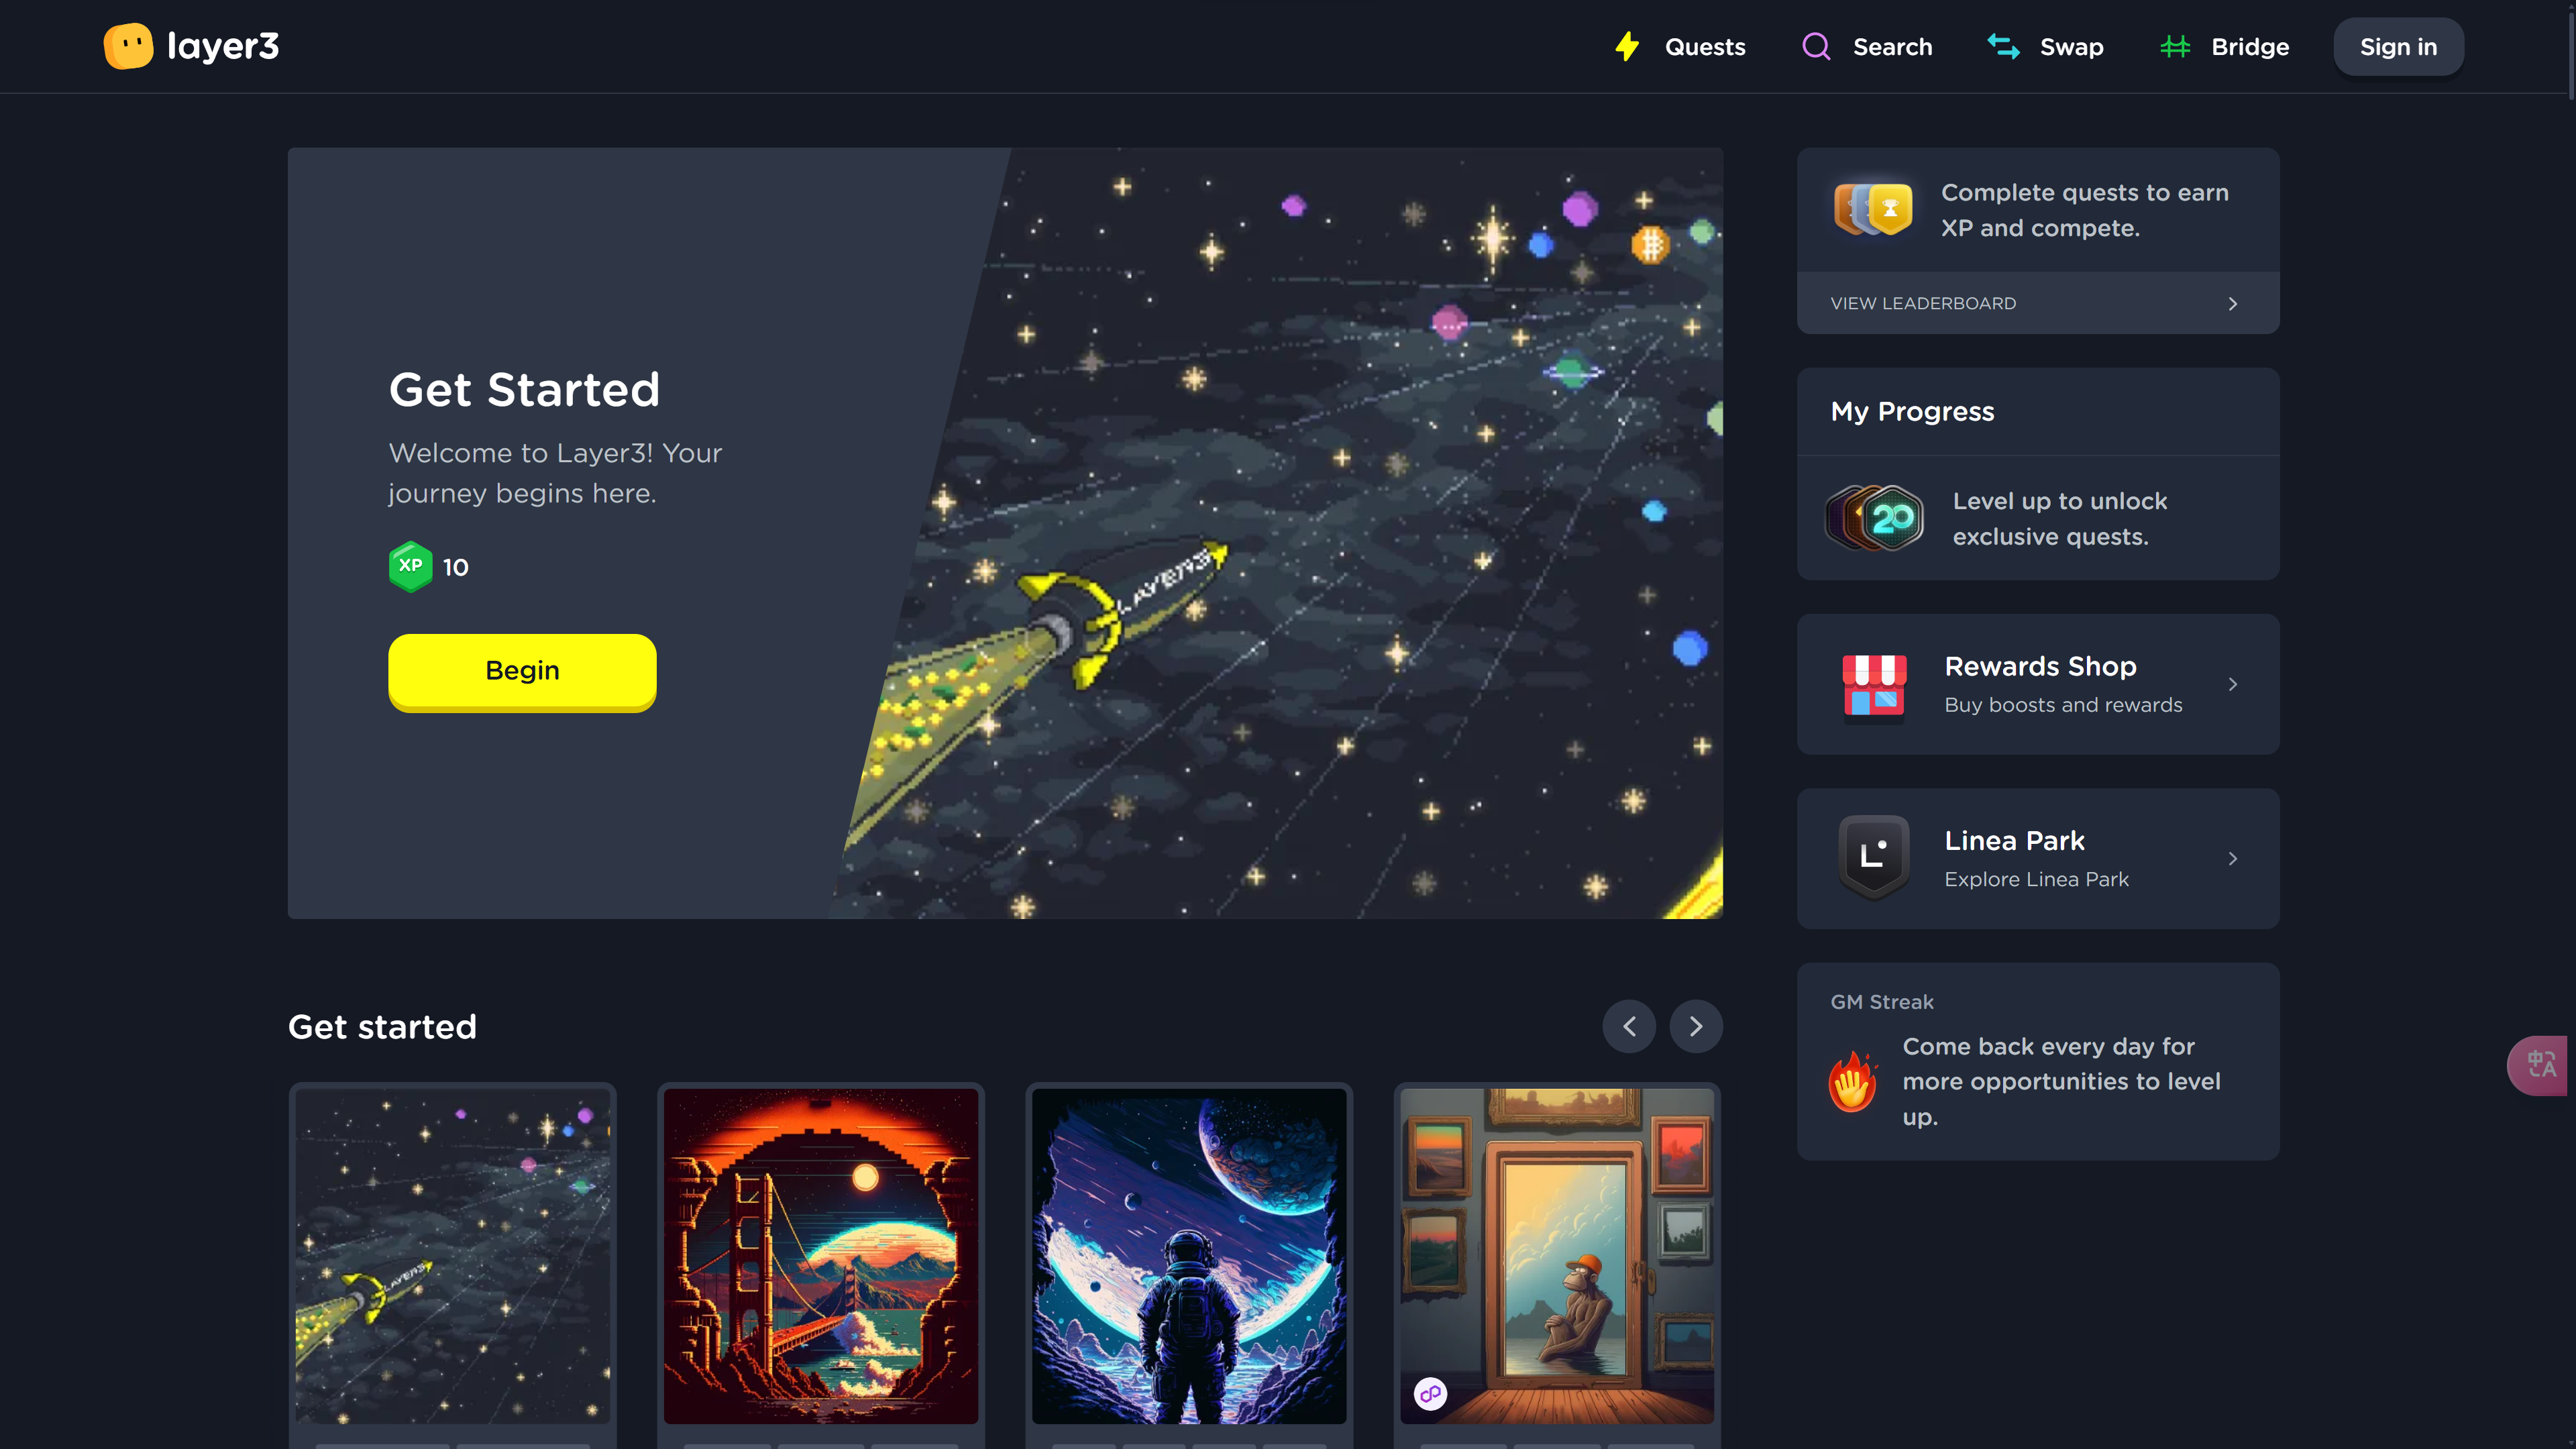 layer3
Quests
Search
Swap
Bridge
Sign in
Get Started
Welcome to Layer3! Your
journey begins here.
XP 10
Begin
LAYER3
Complete quests to earn
XP and compete.
VIEW LEADERBOARD
My Progress
20
Level up to unlock
exclusive quests.
Rewards Shop
Buy boosts and rewards
Linea Park
Explore Linea Park
GM Streak
Come back every day for
more opportunities to level
up.
Get started
LAYER3